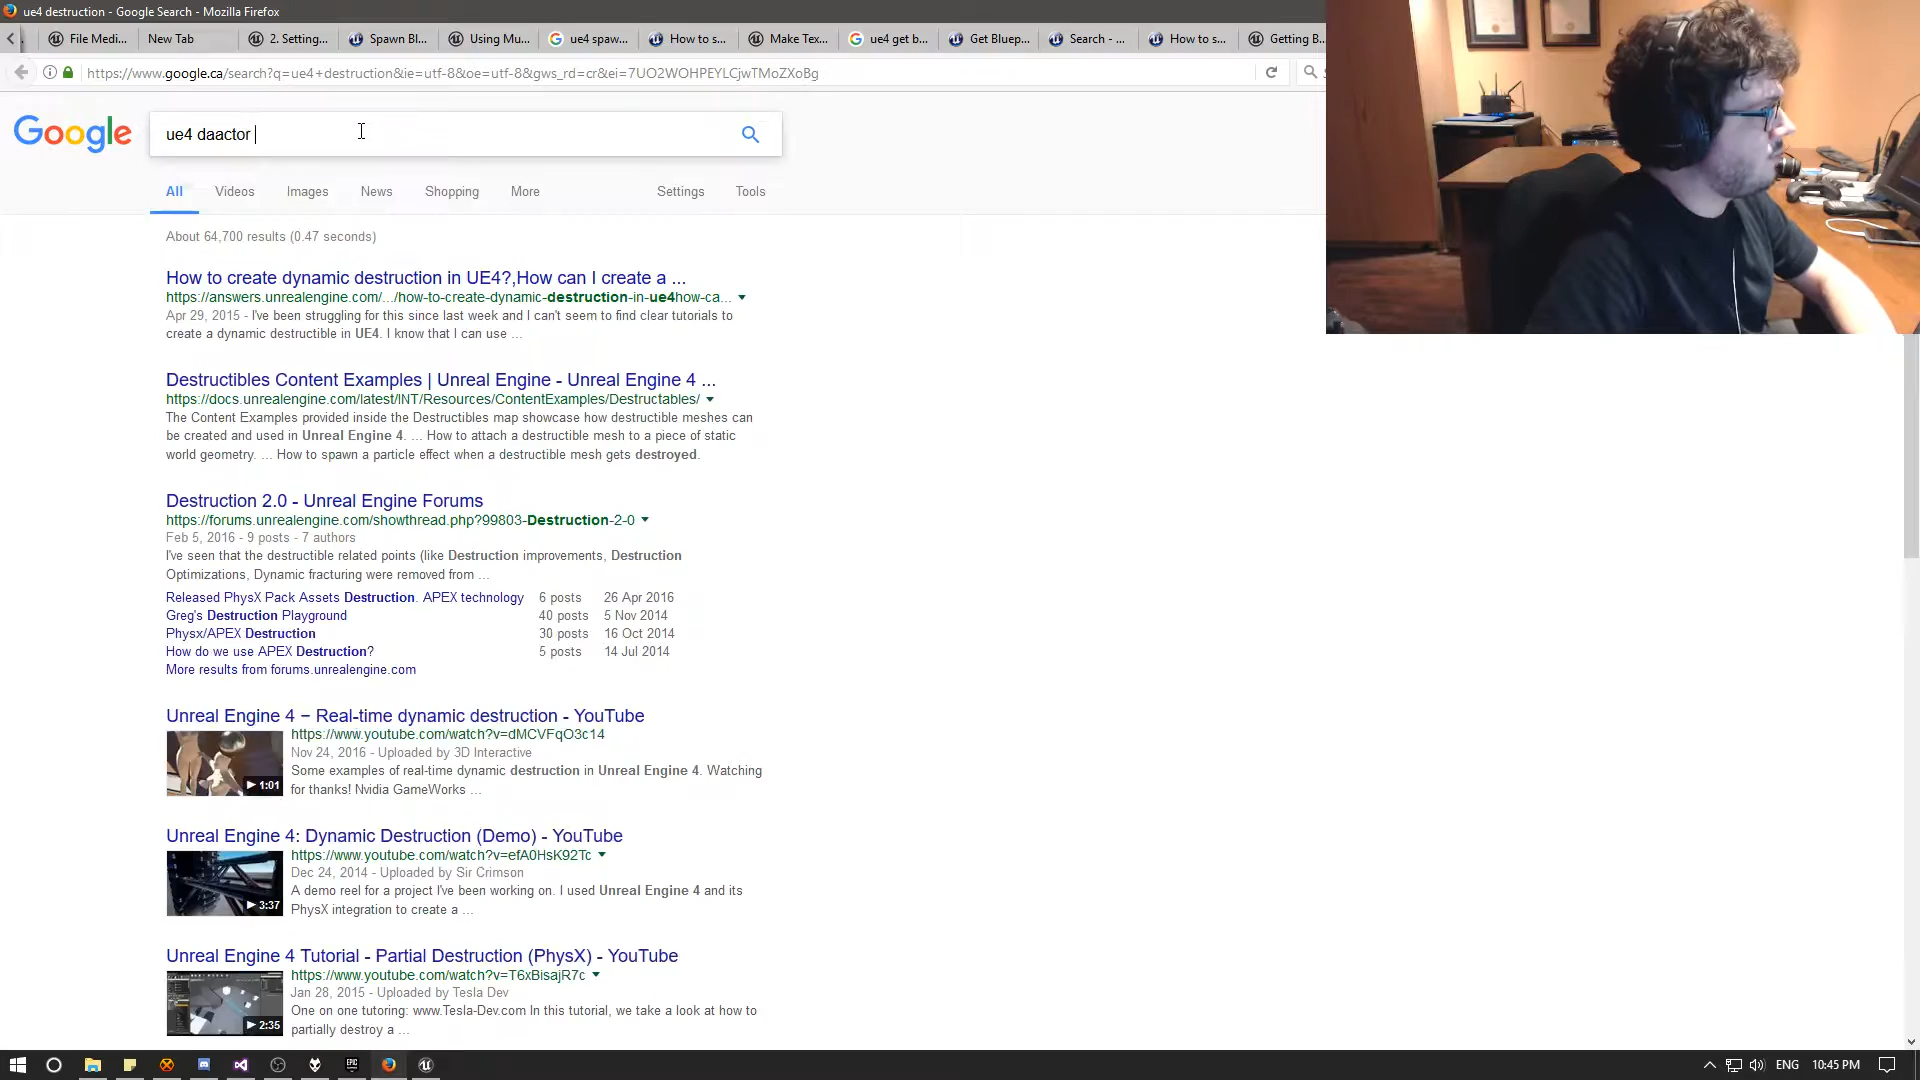 ue4 destruction - Google Search - Mozilla Firefox
File Medi...
New Tab
2. Setting...
Spawn Bl...
Using Mu...
ue4 spaw...
How to s...
Make Tex...
ue4 get b...
Get Bluep...
Search - ...
How to s...
Getting B...
https://www.google.ca/search?q=ue4+destruction&ie=utf-8&oe=utf-8&gws_rd=cr&ei=7UO2WOHPEYLCjwTMoZXoBg
Google
ue4 daactor
All Videos Images News Shopping More Settings Tools
About 64,700 results (0.47 seconds)
How to create dynamic destruction in UE4?,How can I create a ...
https://answers.unrealengine.com/.../how-to-create-dynamic-destruction-in-ue4how-ca...
Apr 29, 2015 - I've been struggling for this since last week and I can't seem to find clear tutorials to
create a dynamic destructible in UE4. I know that I can use ...
Destructibles Content Examples | Unreal Engine - Unreal Engine 4 ...
https://docs.unrealengine.com/latest/INT/Resources/ContentExamples/Destructables/
The Content Examples provided inside the Destructibles map showcase how destructible meshes can
be created and used in Unreal Engine 4. ... How to attach a destructible mesh to a piece of static
world geometry. ... How to spawn a particle effect when a destructible mesh gets destroyed.
Destruction 2.0 - Unreal Engine Forums
https://forums.unrealengine.com/showthread.php?99803-Destruction-2-0
Feb 5, 2016 - 9 posts - 7 authors
I've seen that the destructible related points (like Destruction improvements, Destruction
Optimizations, Dynamic fracturing were removed from ...
Released PhysX Pack Assets Destruction. APEX technology 6 posts 26 Apr 2016
Greg's Destruction Playground 40 posts 5 Nov 2014
Physx/APEX Destruction 30 posts 16 Oct 2014
How do we use APEX Destruction? 5 posts 14 Jul 2014
More results from forums.unrealengine.com
Unreal Engine 4 – Real-time dynamic destruction - YouTube
https://www.youtube.com/watch?v=dMCVFqO3c14
Nov 24, 2016 - Uploaded by 3D Interactive
Some examples of real-time dynamic destruction in Unreal Engine 4. Watching
for thanks! Nvidia GameWorks ...
1:01
Unreal Engine 4: Dynamic Destruction (Demo) - YouTube
https://www.youtube.com/watch?v=efA0HsK92Tc
Dec 24, 2014 - Uploaded by Sir Crimson
A demo reel for a project I've been working on. I used Unreal Engine 4 and its
PhysX integration to create a ...
3:37
Unreal Engine 4 Tutorial - Partial Destruction (PhysX) - YouTube
https://www.youtube.com/watch?v=T6xBisajR7c
Jan 28, 2015 - Uploaded by Tesla Dev
One on one tutoring: www.Tesla-Dev.com In this tutorial, we take a look at how to
partially destroy a ...
2:35
EPIC
ENG
10:45 PM